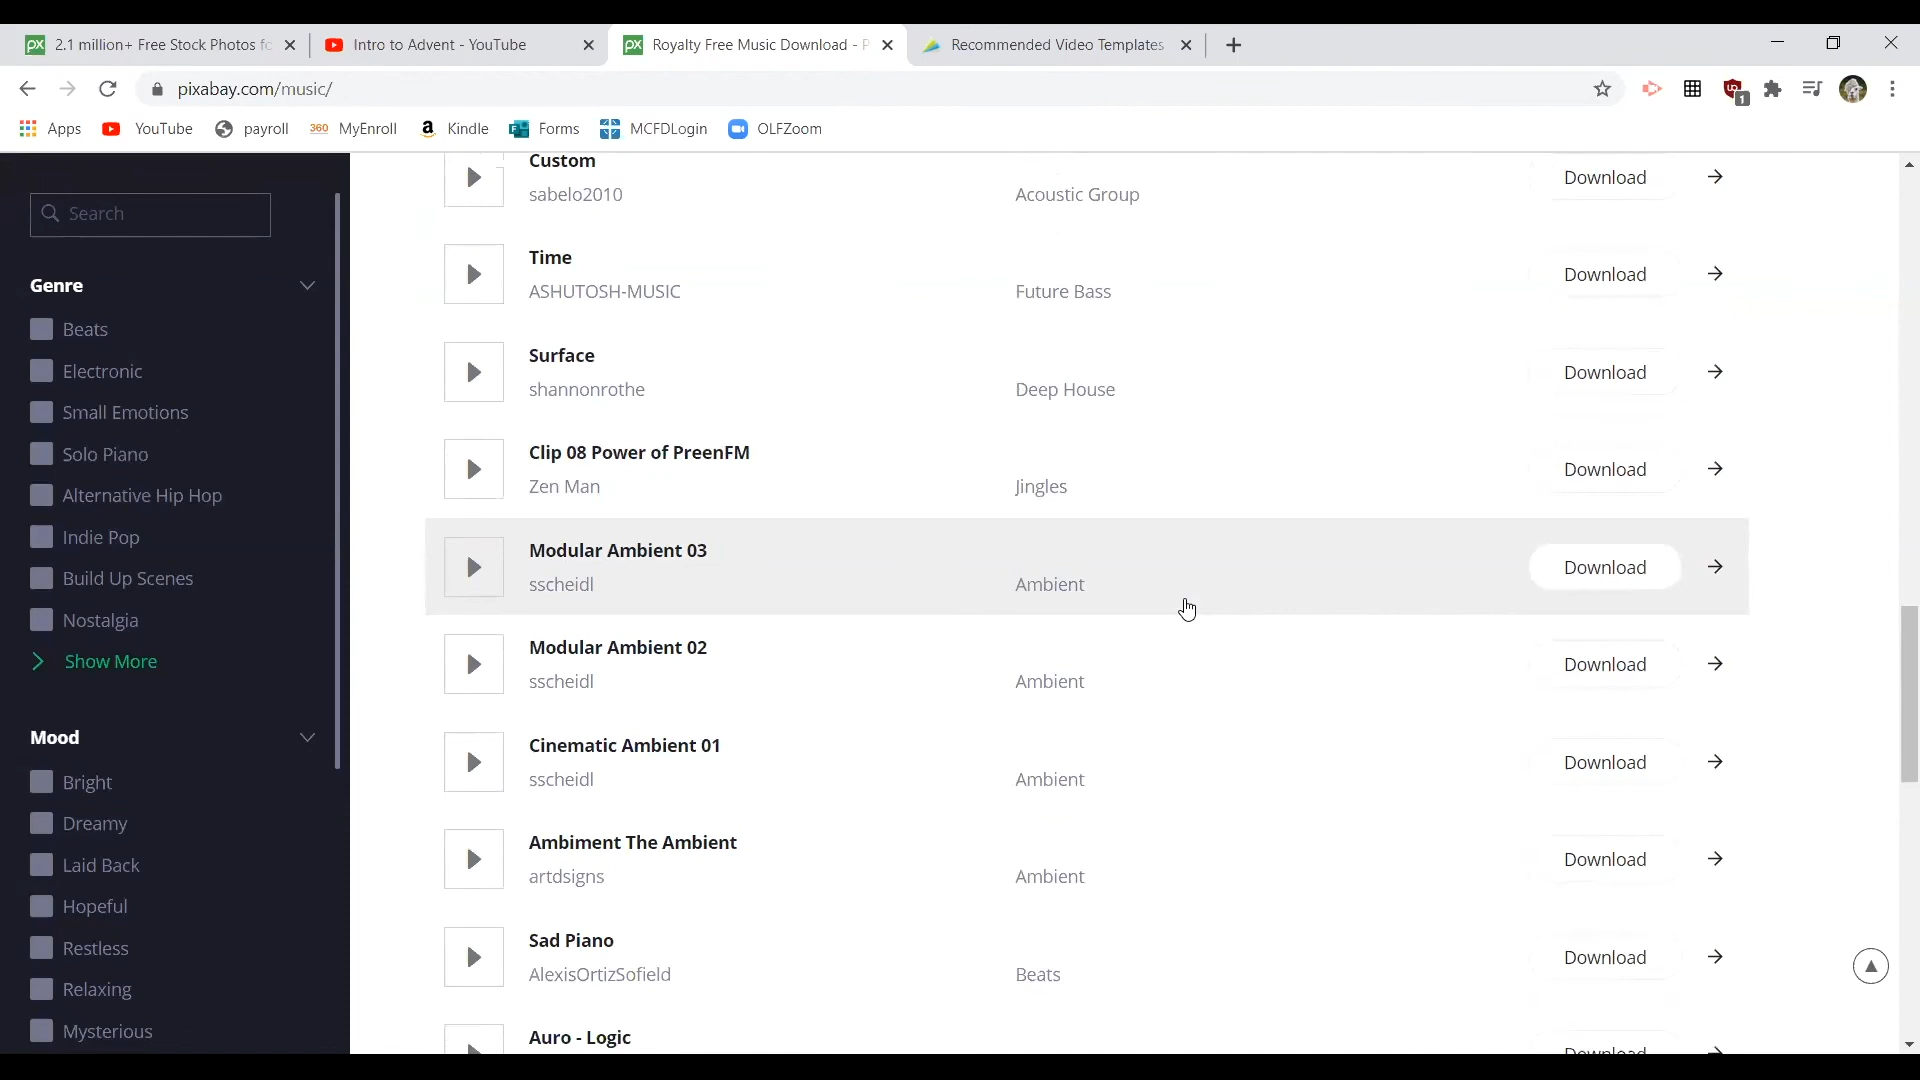 2.1 million+ Free Stock Photos fo
Intro to Advent - YouTube
Royalty Free Music Download - P
Recommended Video Templates
pixabay.com/music/
1
Apps
YouTube
payroll
360 MyEnroll
Kindle
Forms
MCFDLogin
OLFZoom
Search
Genre
Beats
Electronic
Small Emotions
Solo Piano
Alternative Hip Hop
Indie Pop
Build Up Scenes
Nostalgia
Show More
Mood
Bright
Dreamy
Laid Back
Hopeful
Restless
Relaxing
Mysterious
Custom
sabelo2010
Acoustic Group
Download
Time
ASHUTOSH-MUSIC
Future Bass
Download
Surface
shannonrothe
Deep House
Download
Clip 08 Power of PreenFM
Zen Man
Jingles
Download
Modular Ambient 03
sscheidl
Ambient
Download
Modular Ambient 02
sscheidl
Ambient
Download
Cinematic Ambient 01
sscheidl
Ambient
Download
Ambiment The Ambient
artdsigns
Ambient
Download
Sad Piano
AlexisOrtizSofield
Beats
Download
Auro - Logic
Download